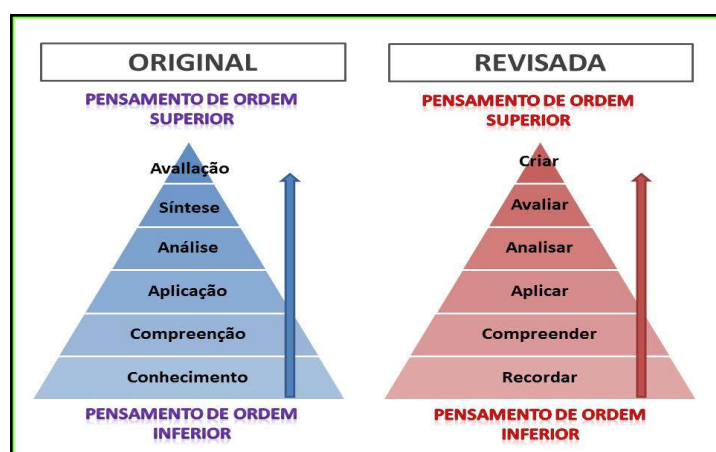 ORIGINAL
PENSAMENTO DE ORDEM
SUPERIOR
Avallação
Síntese
Análise
Aplicação
Compreenção
Conhecimento
PENSAMENTO DE ORDEM
INFERIOR
REVISADA
PENSAMENTO DE ORDEM
SUPERIOR
Criar
Avaliar
Analisar
Aplicar
Compreender
Recordar
PENSAMENTO DE ORDEM
INFERIOR